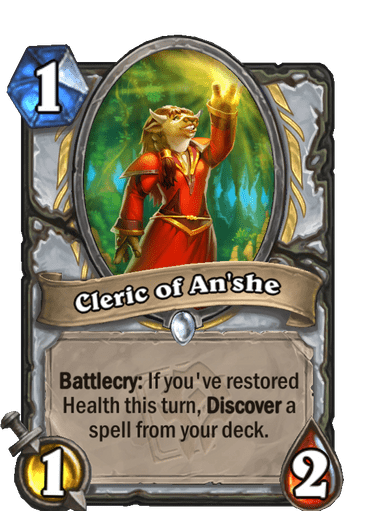 1
Cleric of An'she
Battlecry: If you've restored
Health this turn, Discover a
spell from your deck.
1
2